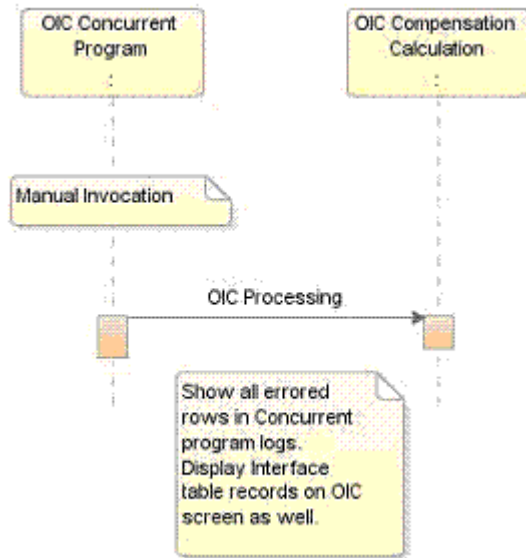 OIC Concurrent
Program
:
OIC Compensation
Calculation
:
Manual Invocation
OIC Processing
Show all errored
rows in Concurrent
program logs.
Display Interface
table records on OIC
screen as well.